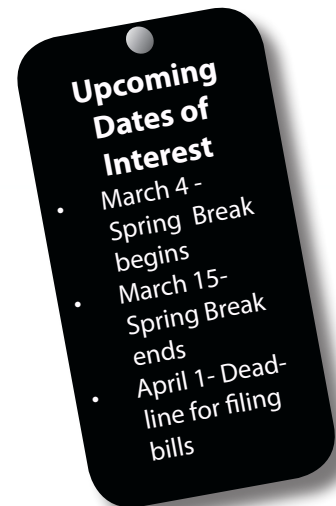 Upcoming
Dates of
Interest
• March 4 -
Spring Break
begins
• March 15-
Spring Break
ends
• April 1- Dead-
line for filing
bills